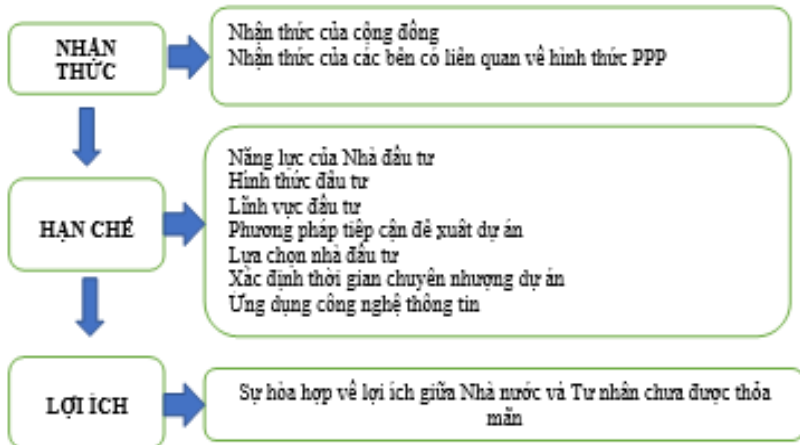 NHẬN
THỨC
Nhận thức của cộng đồng
Nhận thức của các bên có liên quan về hình thức PPP
HẠN CHẾ
Năng lực của Nhà đầu tư
Hình thức đầu tư
Lĩnh vực đầu tư
Phương pháp tiếp cận đề xuất dự án
Lựa chọn nhà đầu tư
Xác định thời gian chuyển nhượng dự án
Ứng dụng công nghệ thông tin
LỢI ÍCH
Sự hòa hợp về lợi ích giữa Nhà nước và Tư nhân chưa được thỏa
mãn